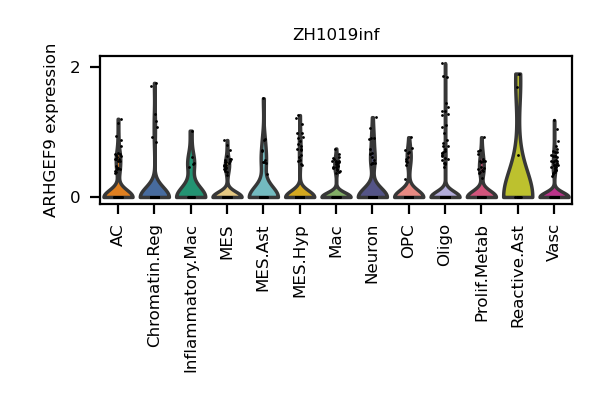 ZH1019inf
ARHGEF9 expression
2
0
AC
Chromatin.Reg
Inflammatory.Mac
MES
MES.Ast
MES.Hyp
Mac
Neuron
OPC
Oligo
Prolif.Metab
Reactive.Ast
Vasc